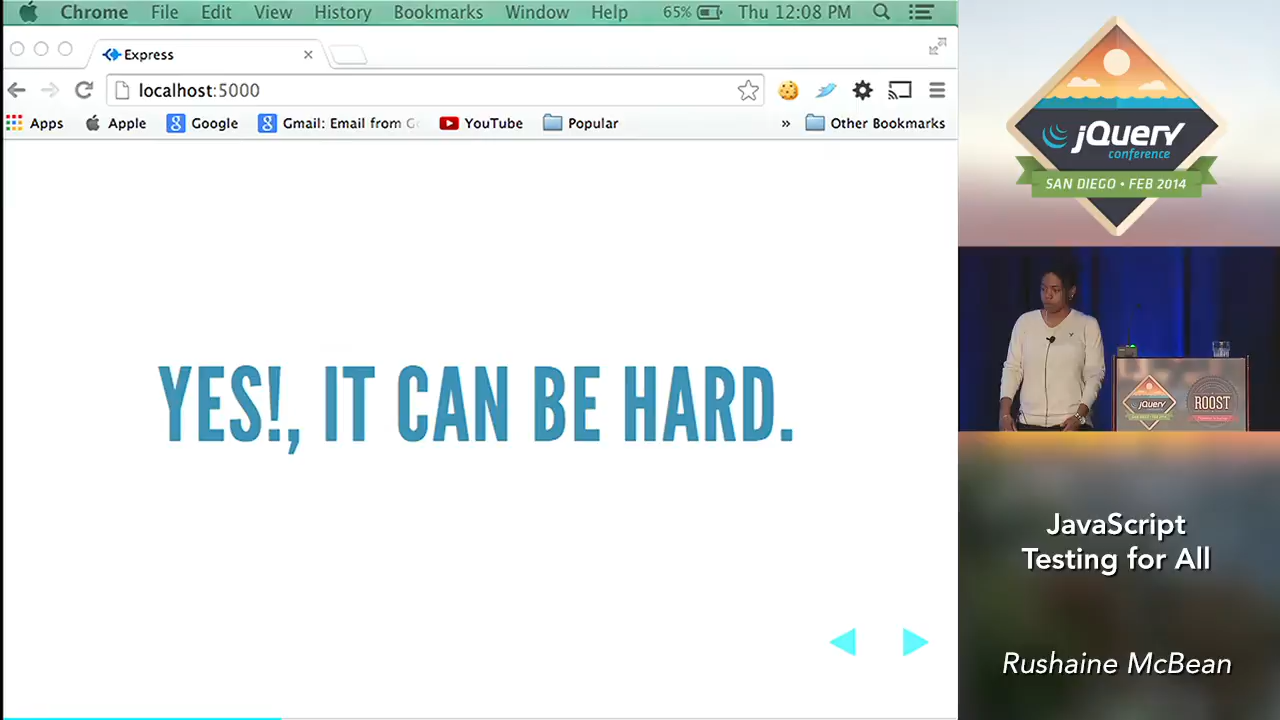 Chrome File Edit View History Bookmarks Window Help 65% Thu 12:08 PM
Express
localhost:5000
Apps Apple Google Gmail: Email from Go YouTube Popular » Other Bookmarks
YES!, IT CAN BE HARD.
jQuery
conference
SAN DIEGO • FEB 2014
jQuery
ROOST
JavaScript
Testing for All
Rushaine McBean